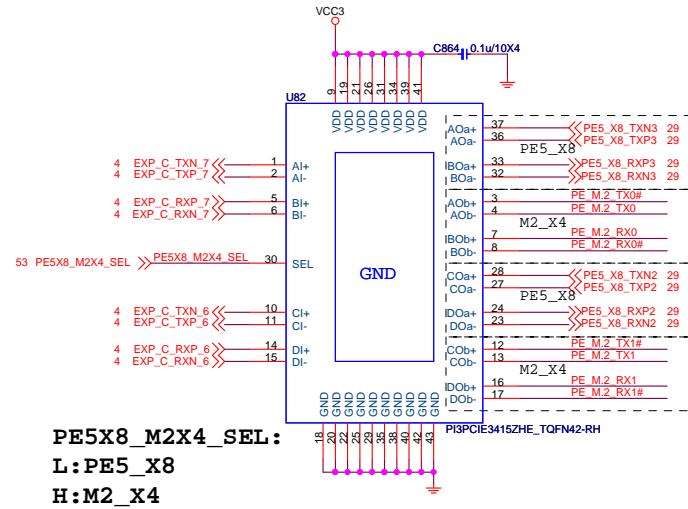 VCC3
C864 0.1u/10X4
U82
9 19 21 26 31 34 39 41
VDD VDD VDD VDD VDD VDD VDD VDD
4 EXP_C_TXN_7 1 AI+
4 EXP_C_TXP_7 2 AI-
4 EXP_C_RXP_7 5 BI+
4 EXP_C_RXN_7 6 BI-
53 PE5X8_M2X4_SEL PE5X8_M2X4_SEL 30 SEL
4 EXP_C_TXN_6 10 CI+
4 EXP_C_TXP_6 11 CI-
4 EXP_C_RXP_6 14 DI+
4 EXP_C_RXN_6 15 DI-
GND
AOa+ 37 PE5_X8_TXN3 29
AOa- 36 PE5_X8_TXP3 29
PE5_X8
BOa+ 33 PE5_X8_RXP3 29
BOa- 32 PE5_X8_RXN3 29
AOb+ 3 PE_M.2_TX0#
AOb- 4 PE_M.2_TX0
M2_X4
BOb+ 7 PE_M.2_RX0
BOb- 8 PE_M.2_RX0#
COa+ 28 PE5_X8_TXN2 29
COa- 27 PE5_X8_TXP2 29
PE5_X8
DOa+ 24 PE5_X8_RXP2 29
DOa- 23 PE5_X8_RXN2 29
COb+ 12 PE_M.2_TX1#
COb- 13 PE_M.2_TX1
M2_X4
DOb+ 16 PE_M.2_RX1
DOb- 17 PE_M.2_RX1#
GND GND GND GND GND GND GND GND GND GND
18 20 22 25 29 35 38 40 42 43
PI3PCIE3415ZHE_TQFN42-RH
PE5X8_M2X4_SEL:
L:PE5_X8
H:M2_X4